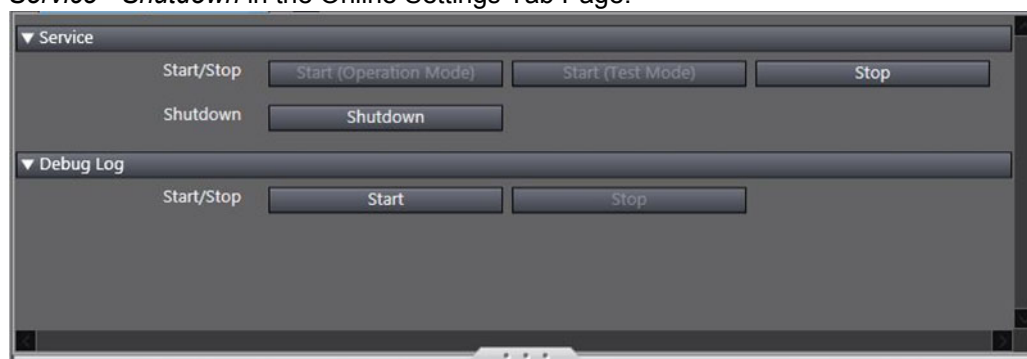 Service - Shutdown in the Online Settings Tab Page.
▼ Service
Start/Stop Start (Operation Mode) Start (Test Mode) Stop
Shutdown Shutdown
▼ Debug Log
Start/Stop Start Stop